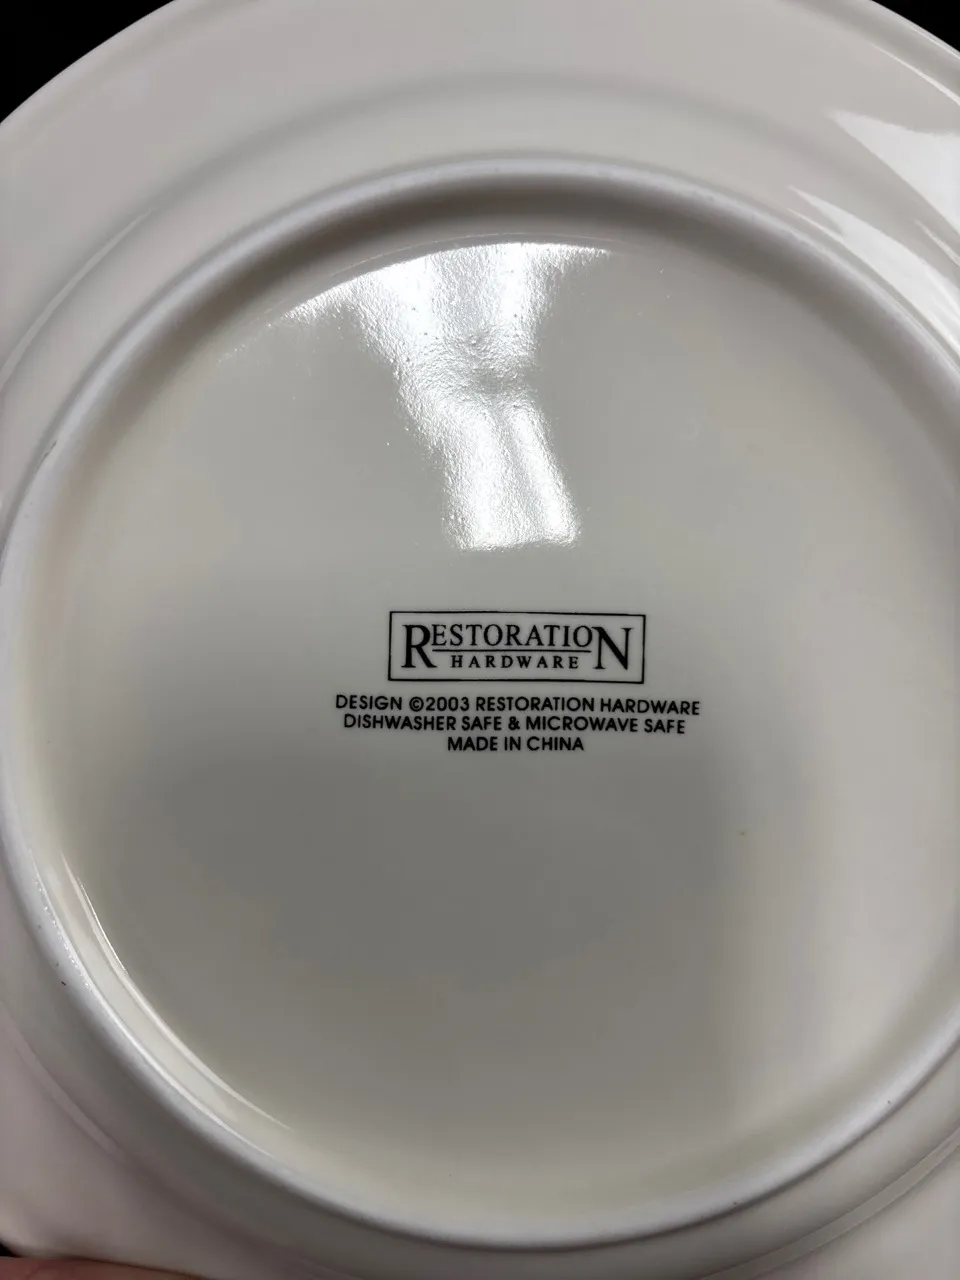 RESTORATION
HARDWARE
DESIGN ©2003 RESTORATION HARDWARE
DISHWASHER SAFE & MICROWAVE SAFE
MADE IN CHINA